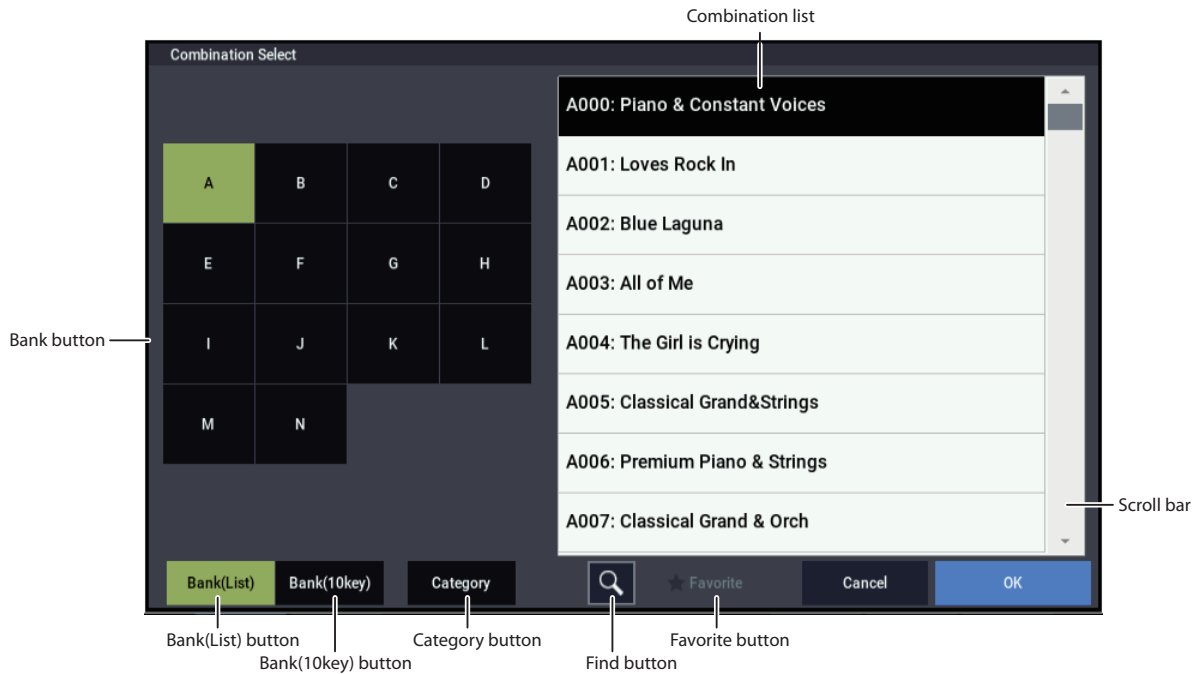 Combination list
Combination Select
A000: Piano & Constant Voices
A001: Loves Rock In
A B C D
A002: Blue Laguna
E F G H
A003: All of Me
Bank button
I J K L
A004: The Girl is Crying
A005: Classical Grand&Strings
M N
A006: Premium Piano & Strings
Scroll bar
A007: Classical Grand & Orch
Bank(List) Bank(10key) Category Favorite Cancel OK
Bank(List) button Category button Favorite button
Bank(10key) button Find button